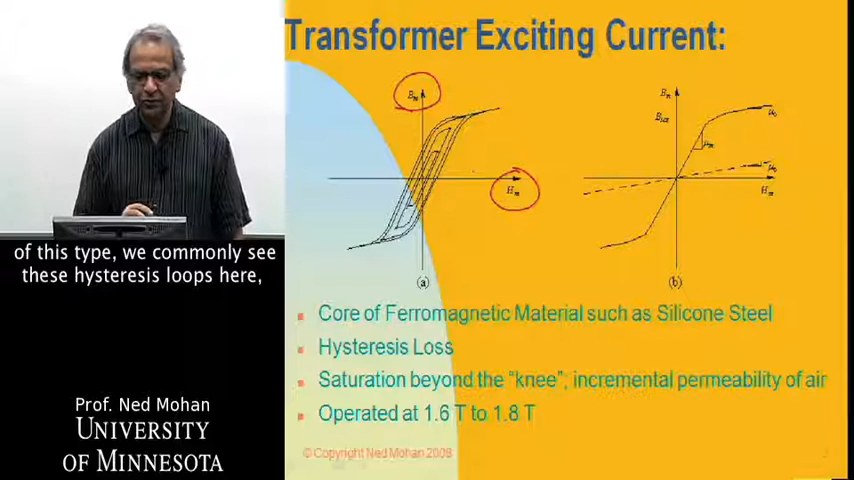 Transformer Exciting Current:
Bm
Hm
(a)
Bm
Bsat
μm
μo
μo
Hm
(b)
Core of Ferromagnetic Material such as Silicone Steel
Hysteresis Loss
Saturation beyond the “knee”; incremental permeability of air
Operated at 1.6 T to 1.8 T
© Copyright Ned Mohan 2008
3
of this type, we commonly see
these hysteresis loops here,
Prof. Ned Mohan
UNIVERSITY
OF MINNESOTA